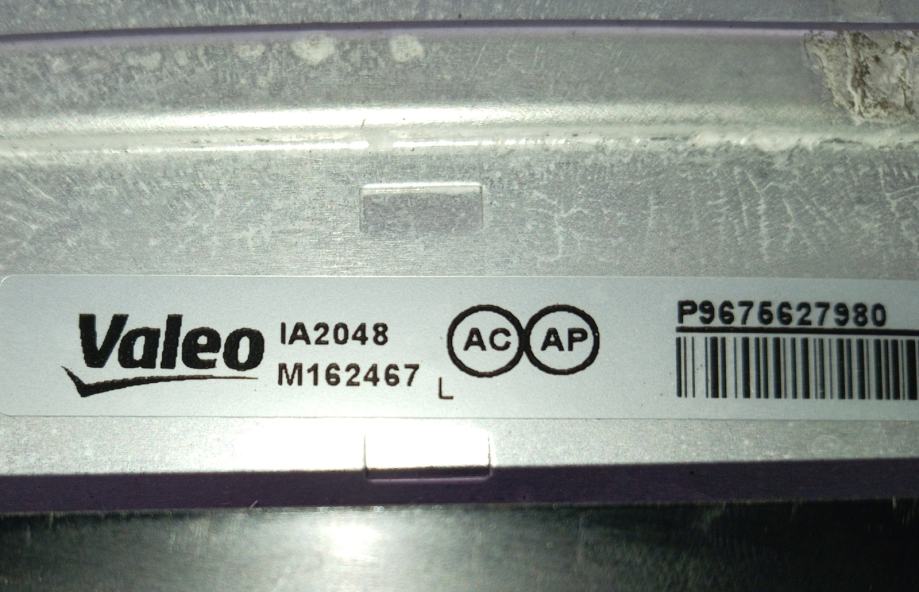 Valeo
IA2048
M162467
L
AC AP
P9675627980